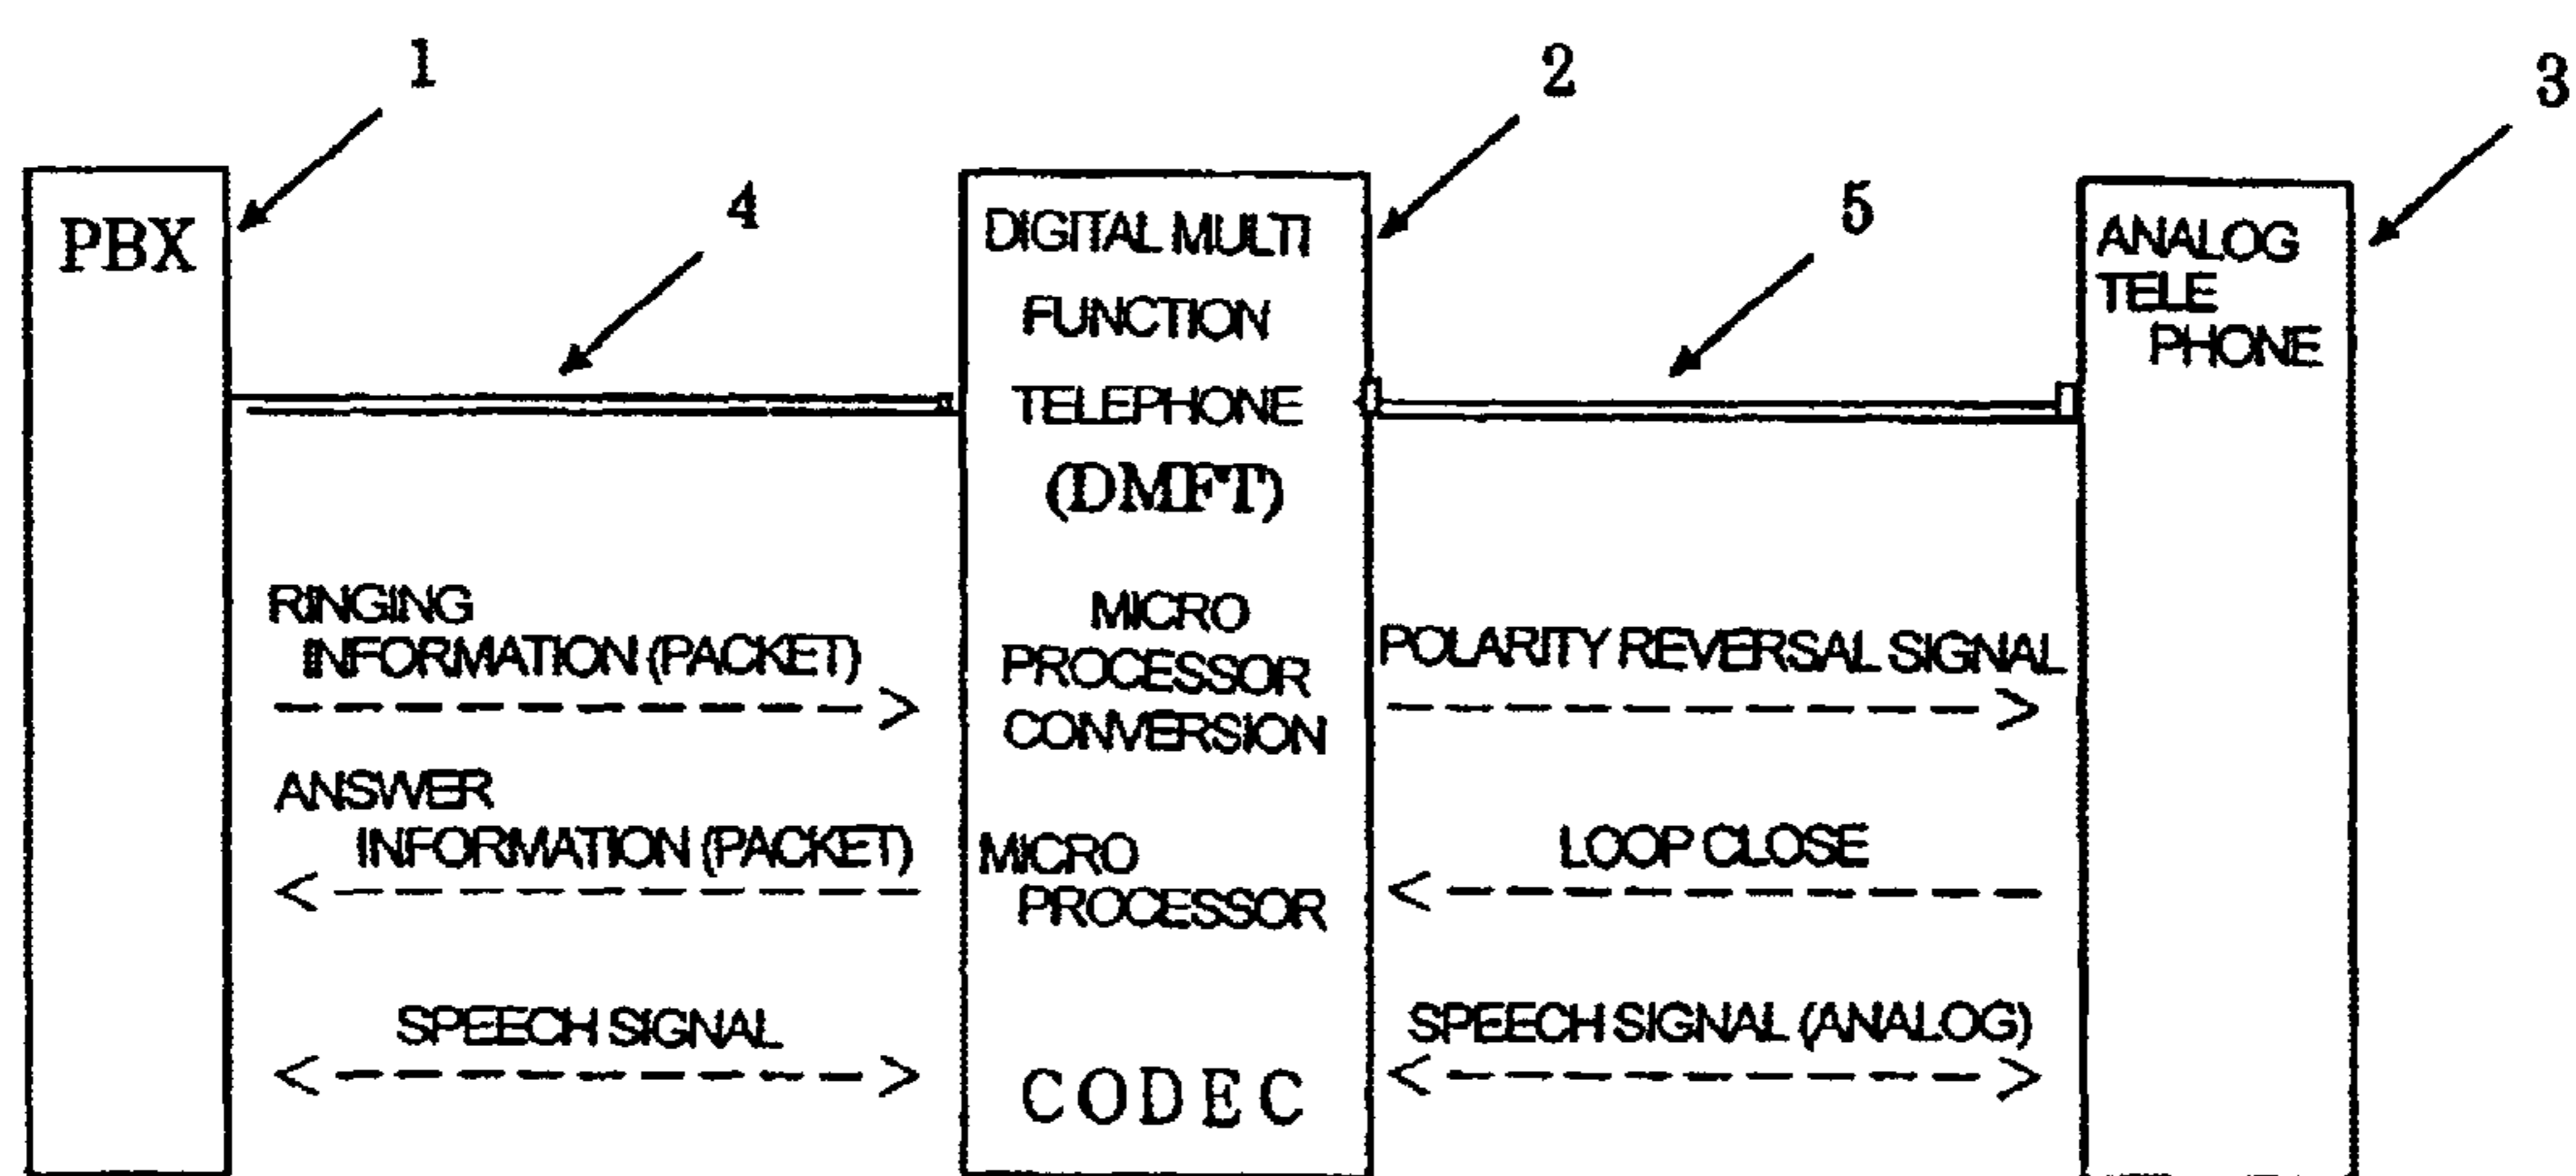 1
2
3
4
5
PBX
DIGITAL MULTI
FUNCTION
TELEPHONE
(DMFT)
ANALOG
TELE
PHONE
RINGING
INFORMATION (PACKET)
MICRO
PROCESSOR
CONVERSION
POLARITY REVERSAL SIGNAL
ANSWER
INFORMATION (PACKET)
MICRO
PROCESSOR
LOOP CLOSE
SPEECH SIGNAL
CODEC
SPEECH SIGNAL (ANALOG)